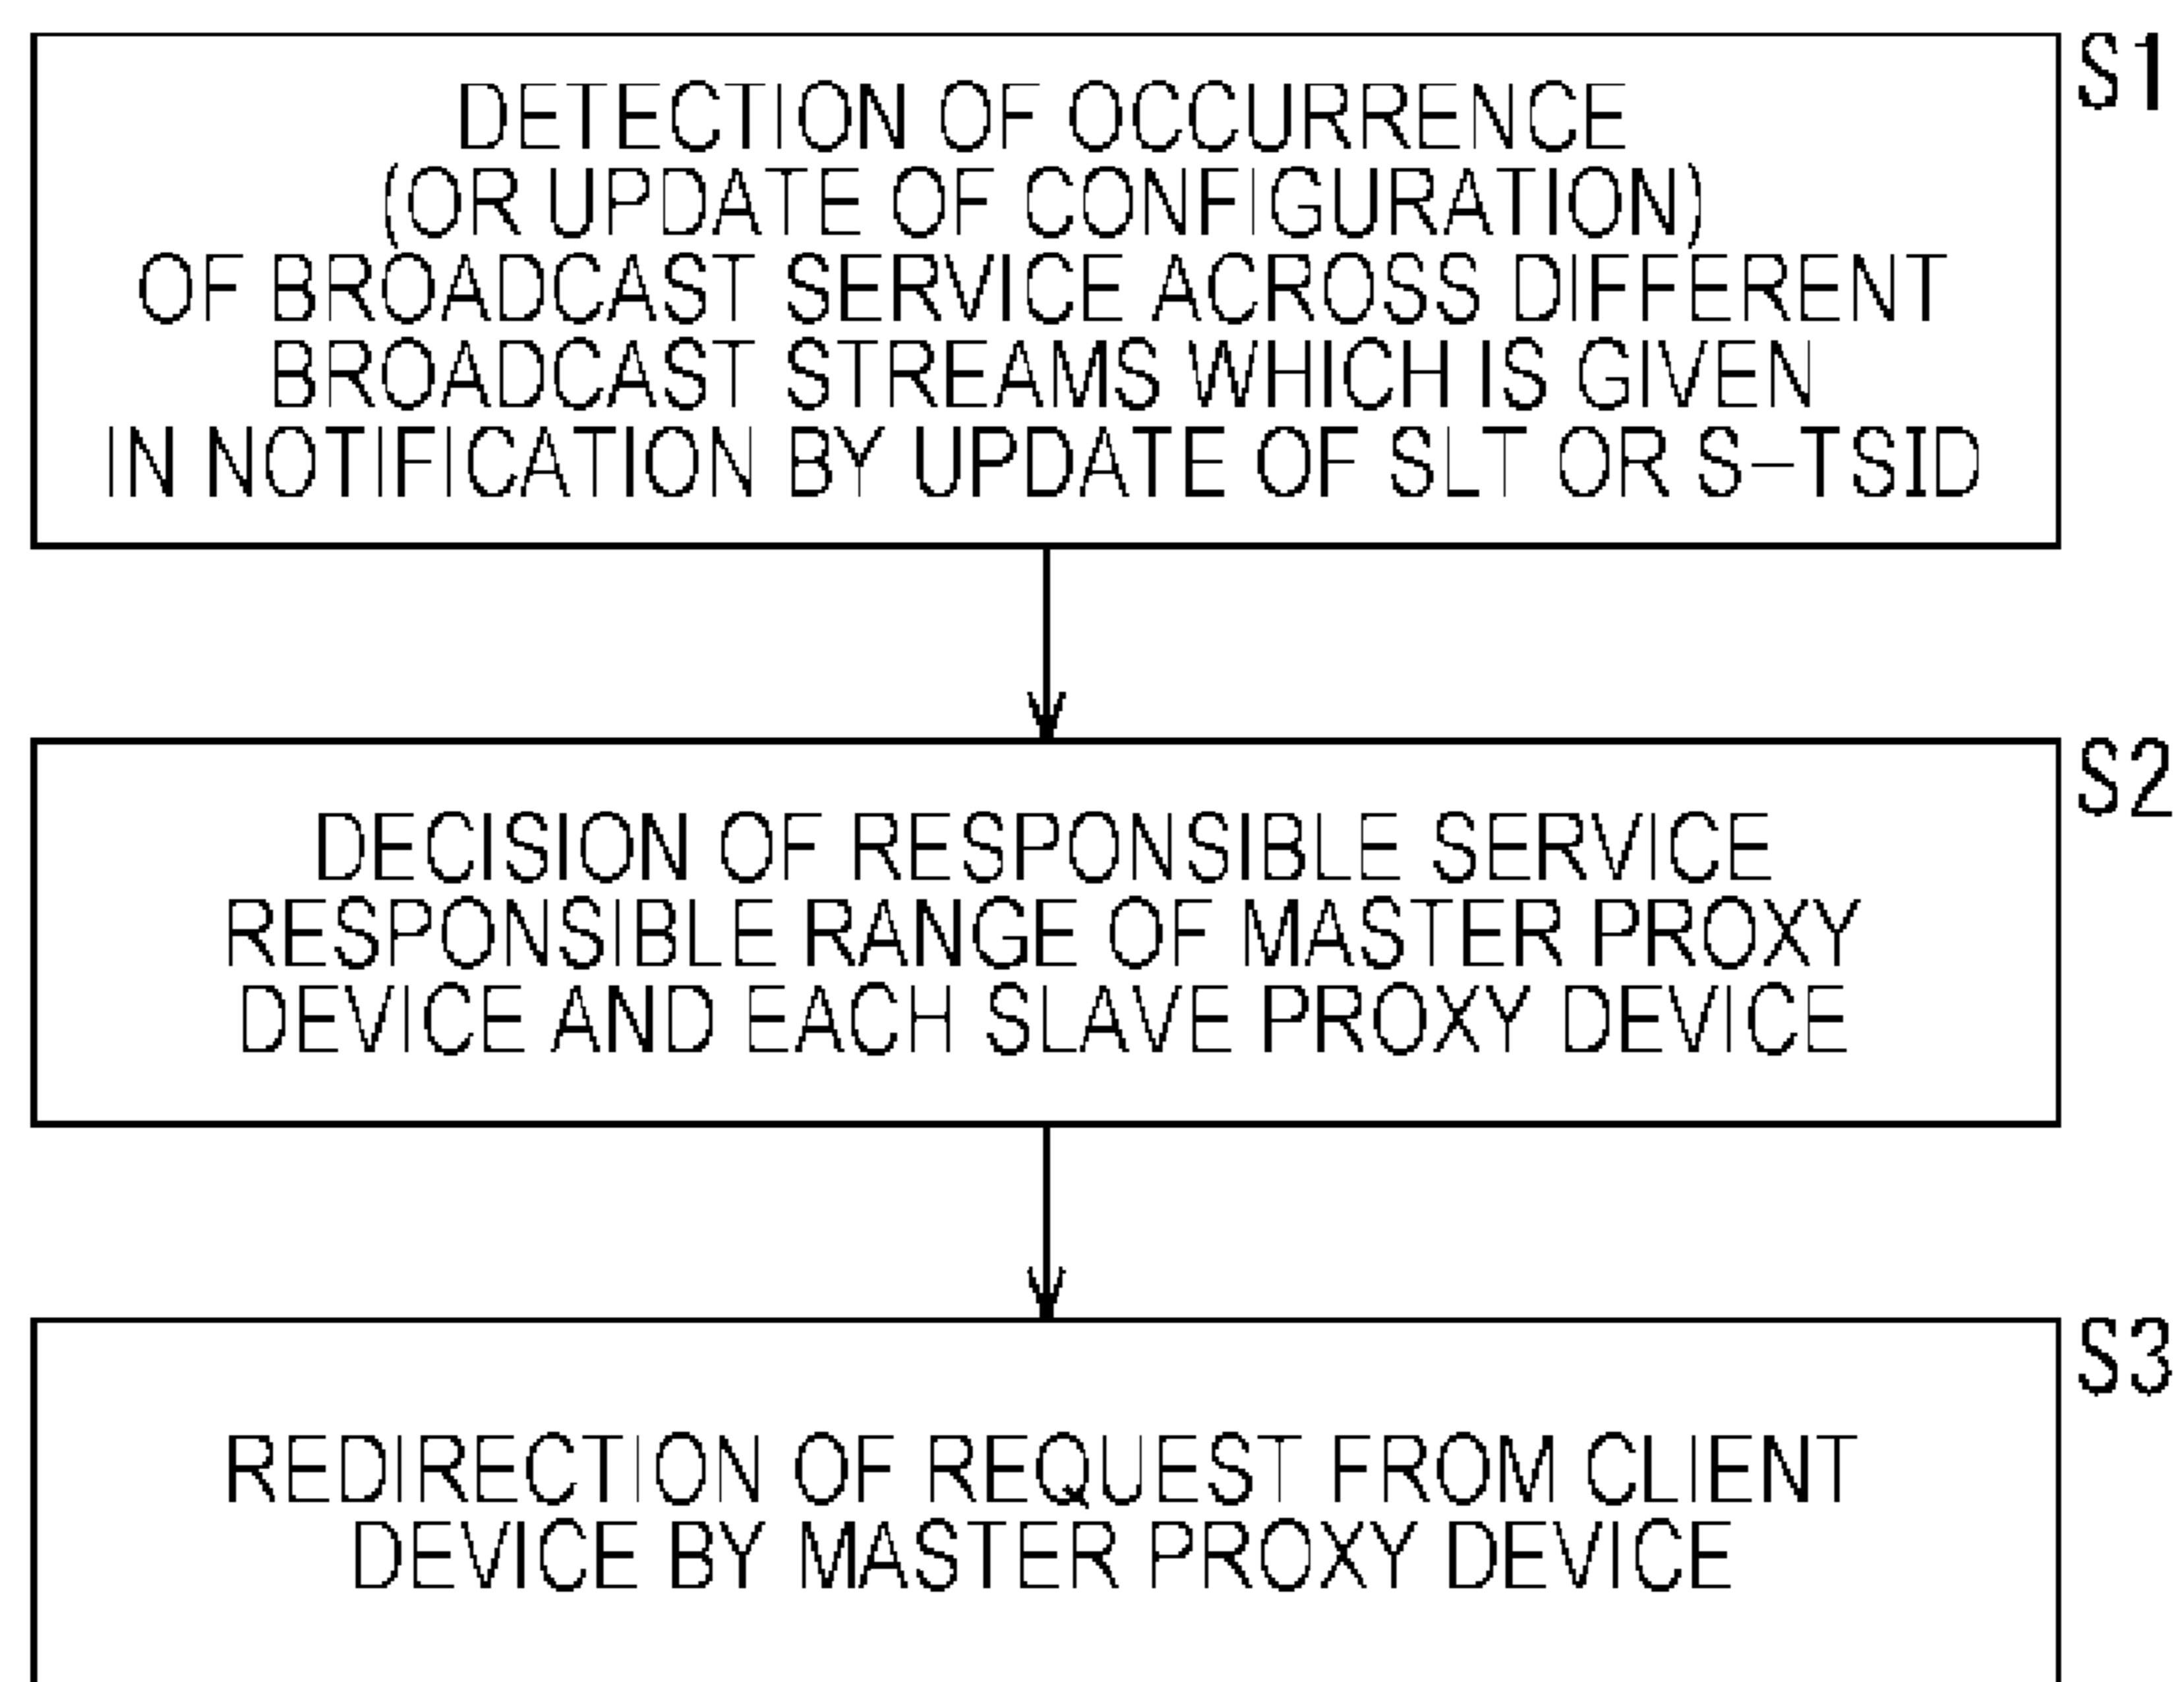 S1
DETECTION OF OCCURRENCE
(OR UPDATE OF CONFIGURATION)
OF BROADCAST SERVICE ACROSS DIFFERENT
BROADCAST STREAMS WHICH IS GIVEN
IN NOTIFICATION BY UPDATE OF SLT OR S-TSID
S2
DECISION OF RESPONSIBLE SERVICE
RESPONSIBLE RANGE OF MASTER PROXY
DEVICE AND EACH SLAVE PROXY DEVICE
S3
REDIRECTION OF REQUEST FROM CLIENT
DEVICE BY MASTER PROXY DEVICE